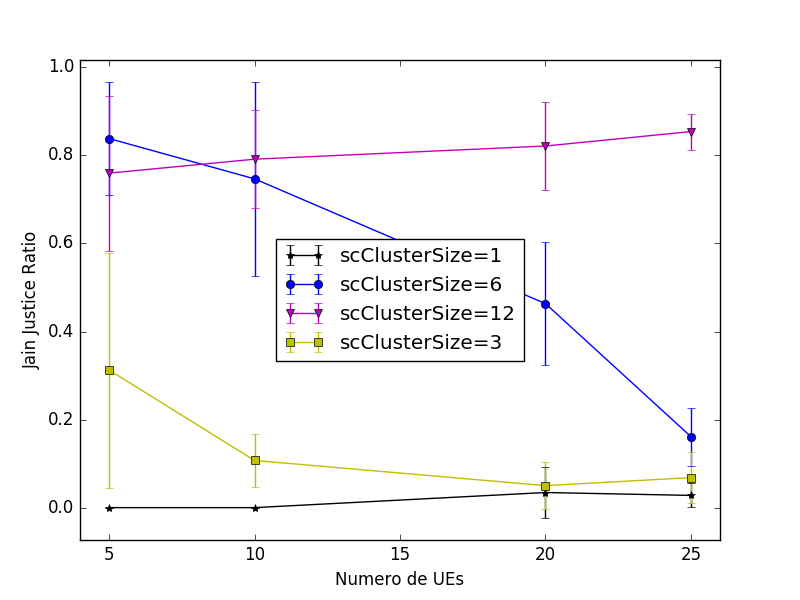 1.0
0.8
0.6
0.4
0.2
0.0
Jain Justice Ratio
scClusterSize=1
scClusterSize=6
scClusterSize=12
scClusterSize=3
5 10 15 20 25
Numero de UEs